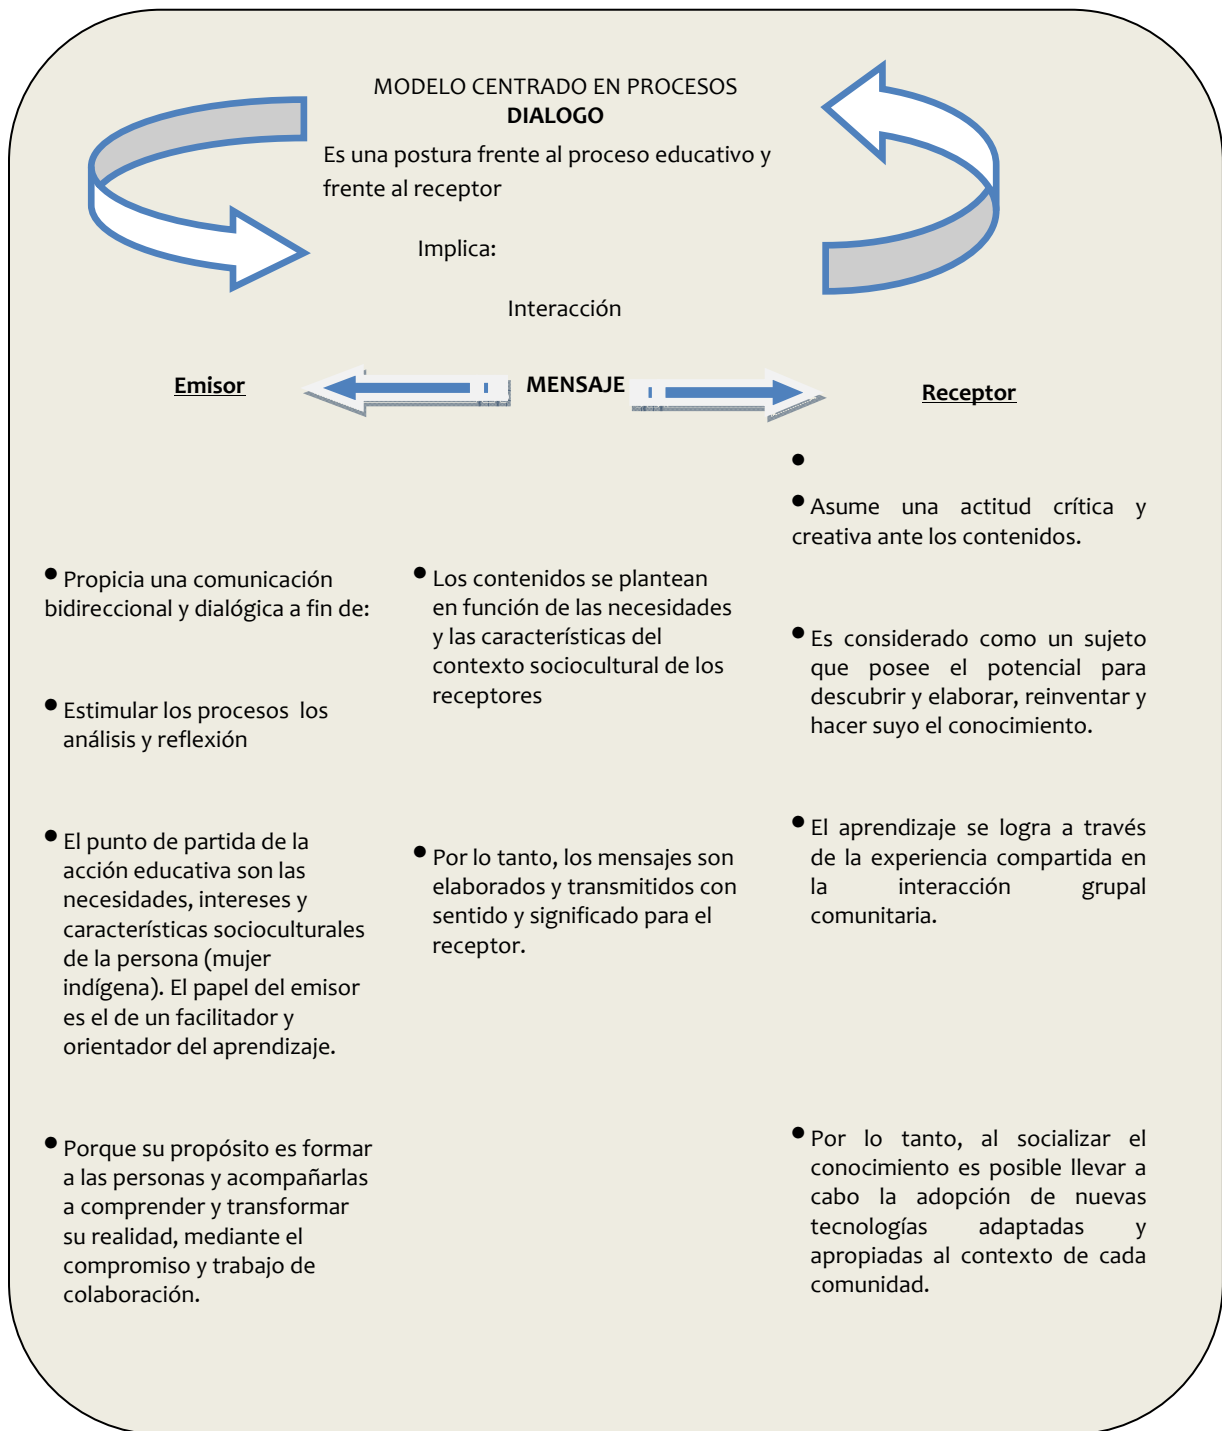 MODELO CENTRADO EN PROCESOS
DIALOGO
Es una postura frente al proceso educativo y
frente al receptor
Implica:
Interacción
Emisor
MENSAJE
Receptor
• Propicia una comunicación
bidireccional y dialógica a fin de:
• Estimular los procesos los
análisis y reflexión
• El punto de partida de la
acción educativa son las
necesidades, intereses y
características socioculturales
de la persona (mujer
indígena). El papel del emisor
es el de un facilitador y
orientador del aprendizaje.
• Porque su propósito es formar
a las personas y acompañarlas
a comprender y transformar
su realidad, mediante el
compromiso y trabajo de
colaboración.
• Los contenidos se plantean
en función de las necesidades
y las características del
contexto sociocultural de los
receptores
• Por lo tanto, los mensajes son
elaborados y transmitidos con
sentido y significado para el
receptor.
•
• Asume una actitud crítica y
creativa ante los contenidos.
• Es considerado como un sujeto
que posee el potencial para
descubrir y elaborar, reinventar y
hacer suyo el conocimiento.
• El aprendizaje se logra a través
de la experiencia compartida en
la interacción grupal
comunitaria.
• Por lo tanto, al socializar el
conocimiento es posible llevar a
cabo la adopción de nuevas
tecnologías adaptadas y
apropiadas al contexto de cada
comunidad.